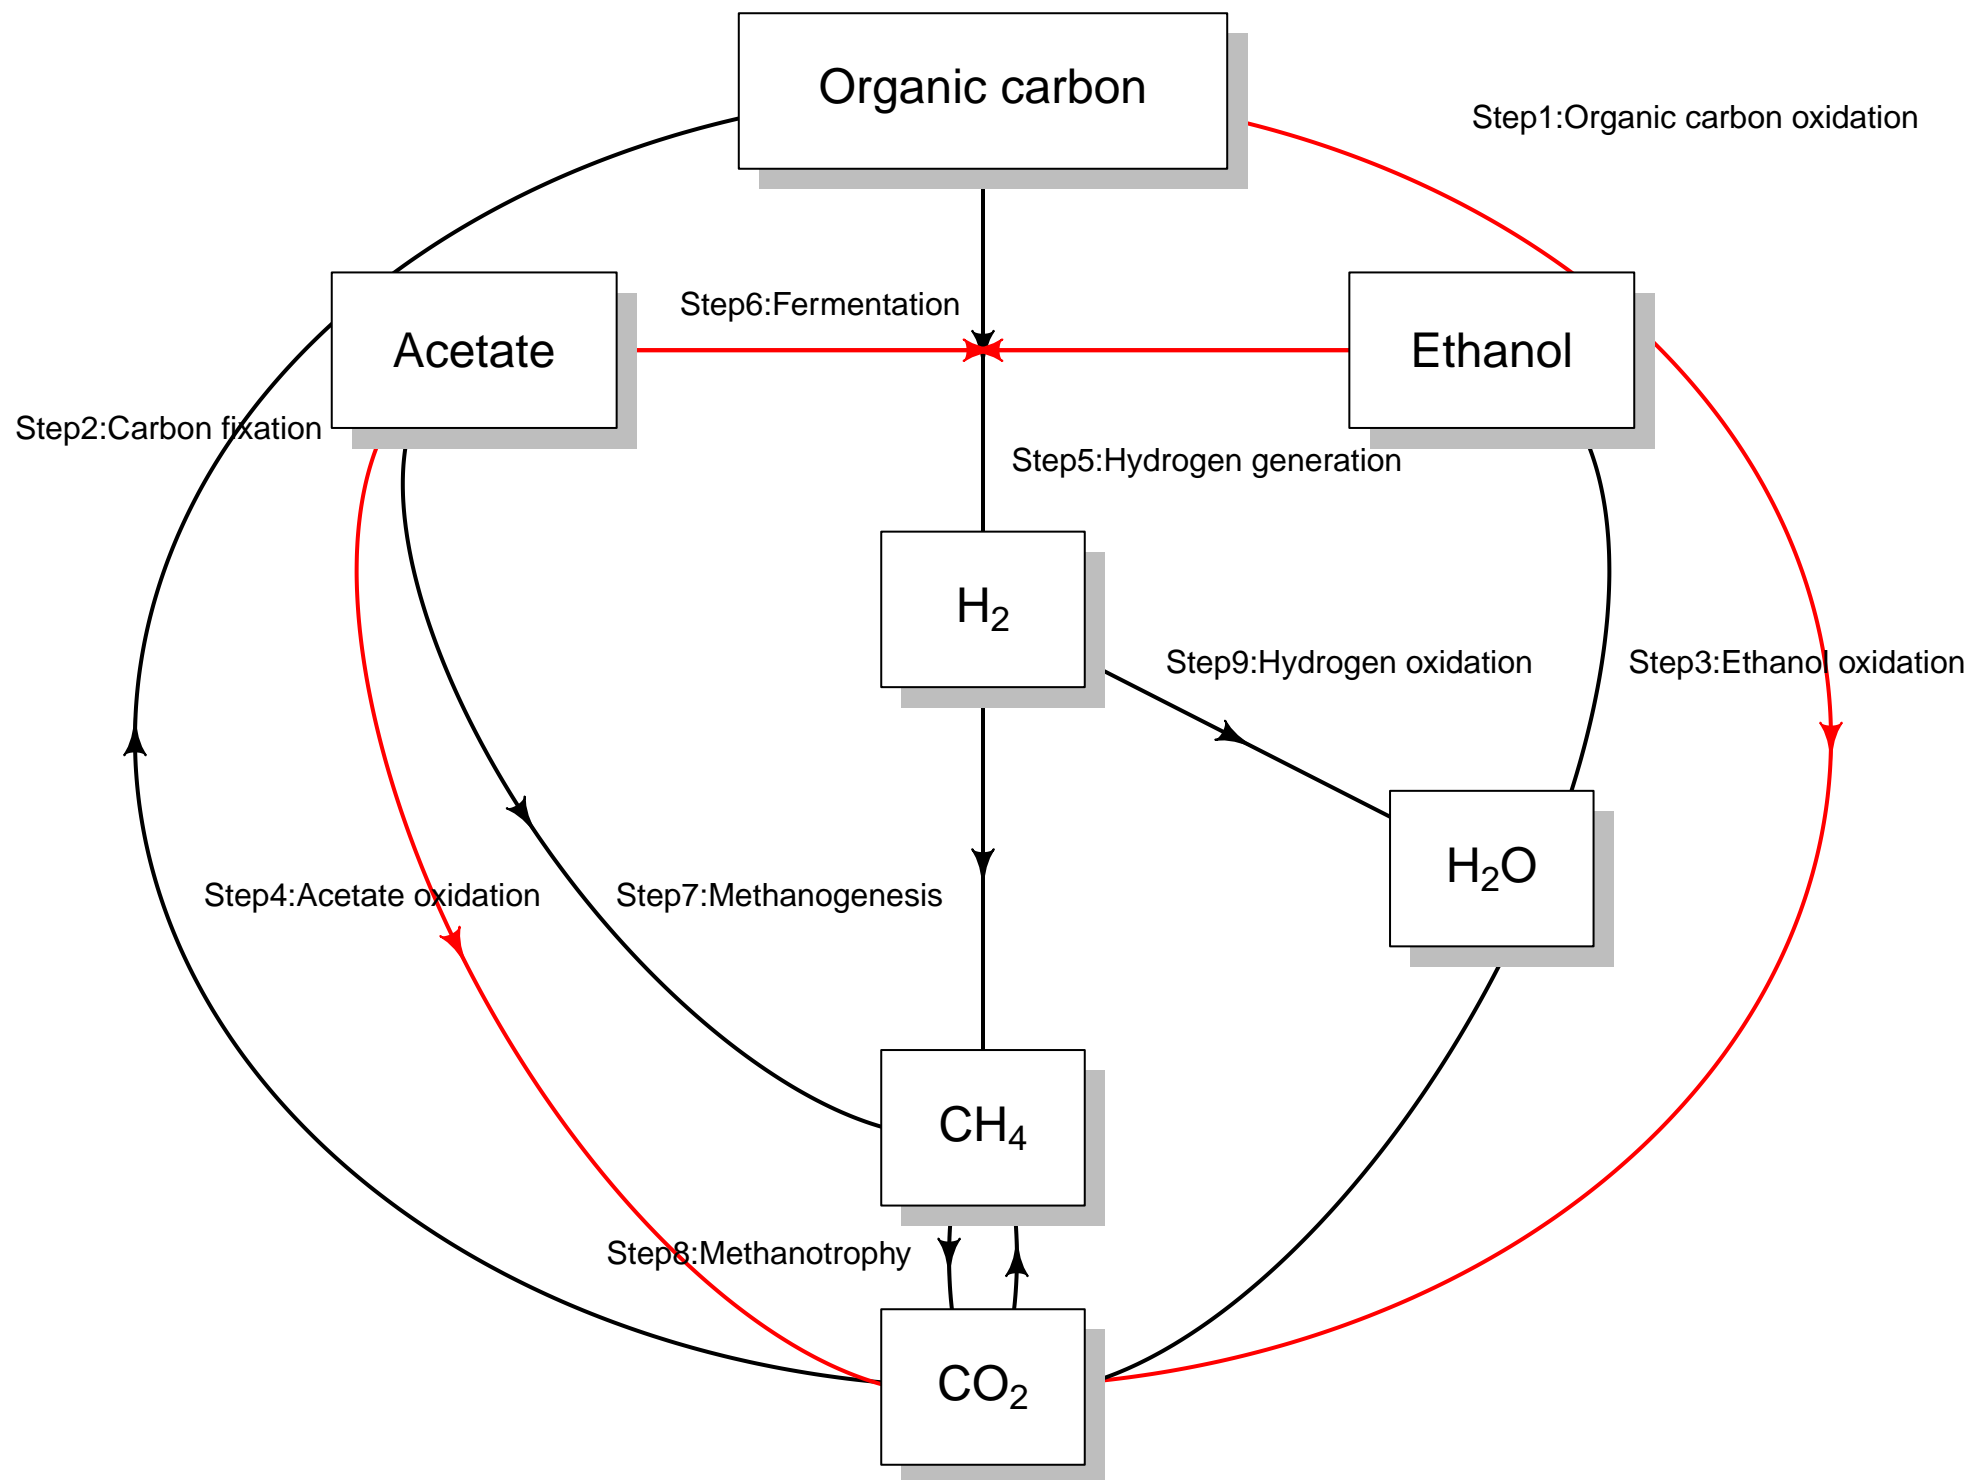 Organic carbon
Step1:Organic carbon oxidation
Step6:Fermentation
Acetate
Ethanol
Step2:Carbon fixation
Step5:Hydrogen generation
H₂
Step9:Hydrogen oxidation
Step3:Ethanol oxidation
H₂O
Step4:Acetate oxidation
Step7:Methanogenesis
CH₄
Step8:Methanotrophy
CO₂